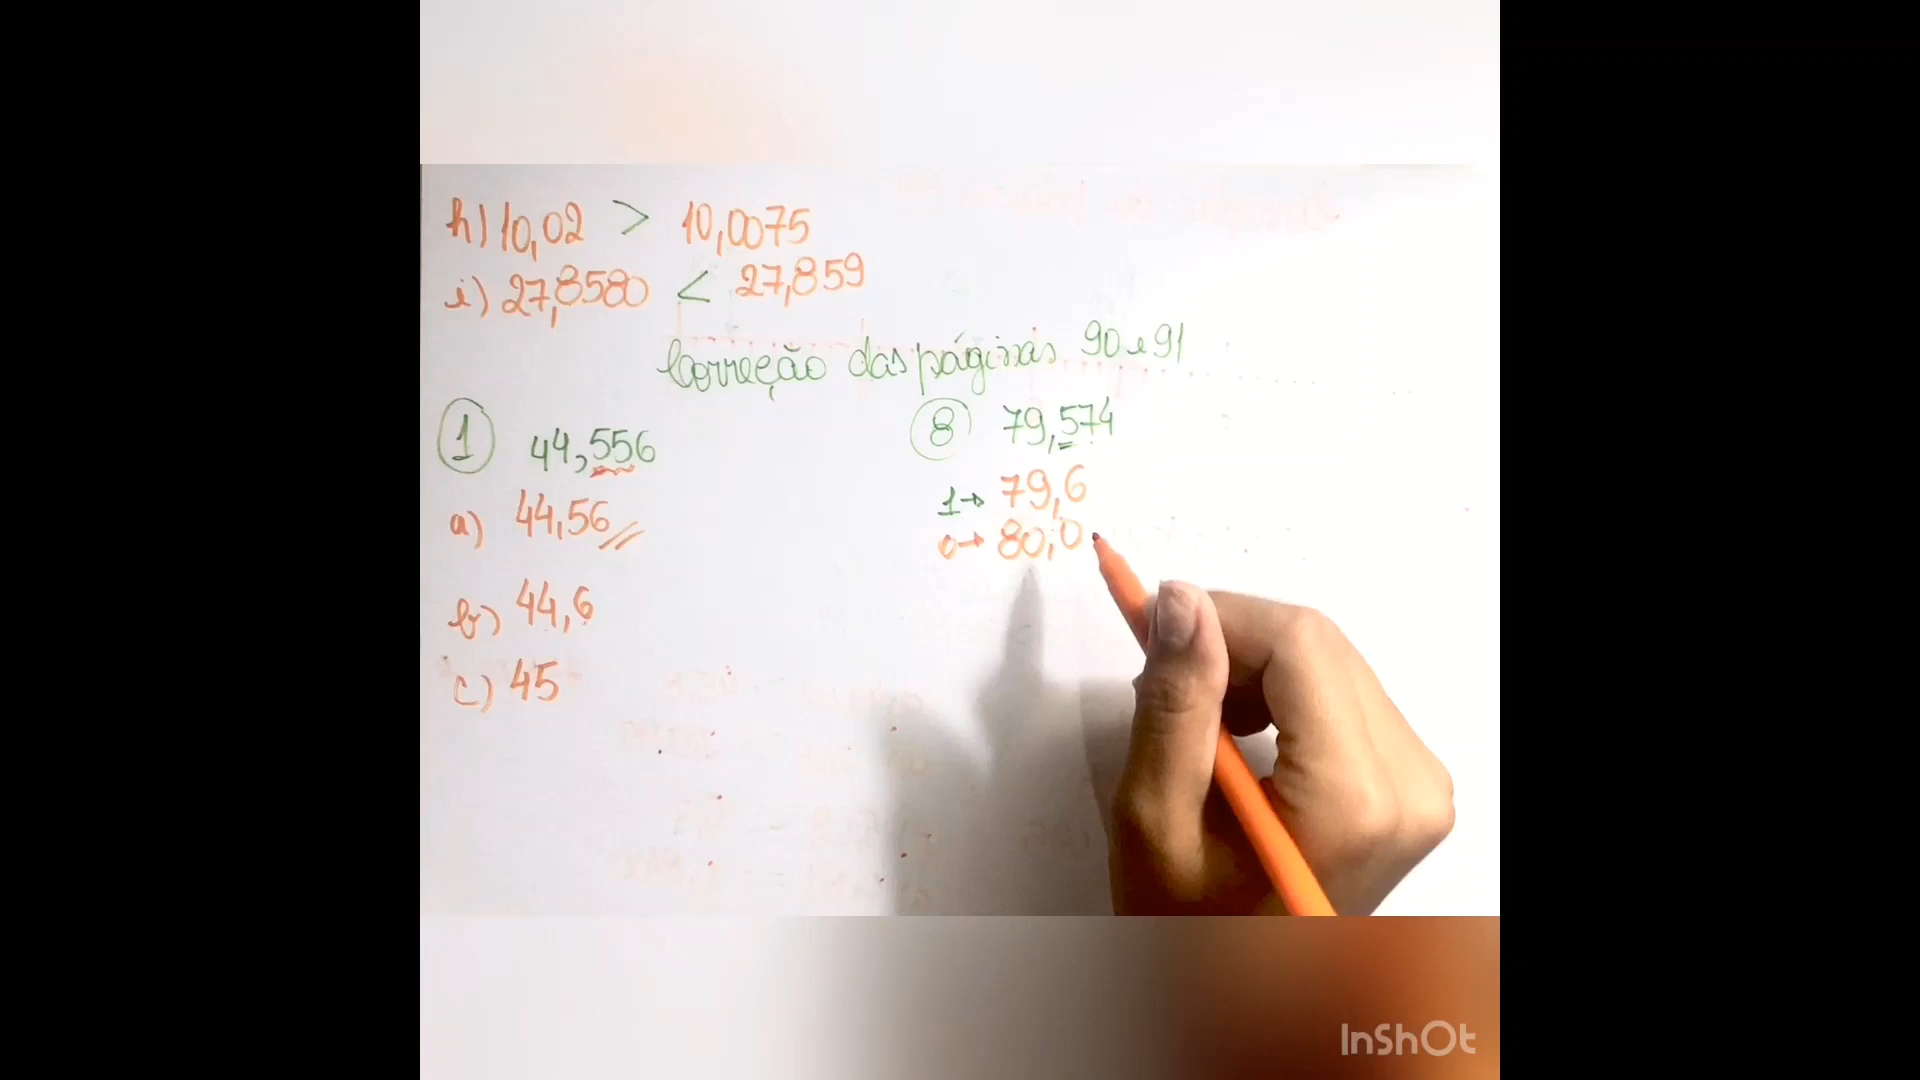 h) 10,02 > 10,0075
i) 27,8580 < 27,859
Correção das páginas 90 e 91
1 44,556
a) 44,56
b) 44,6
c) 45
8 79,574
1→ 79,6
0→ 80,0
InShOt